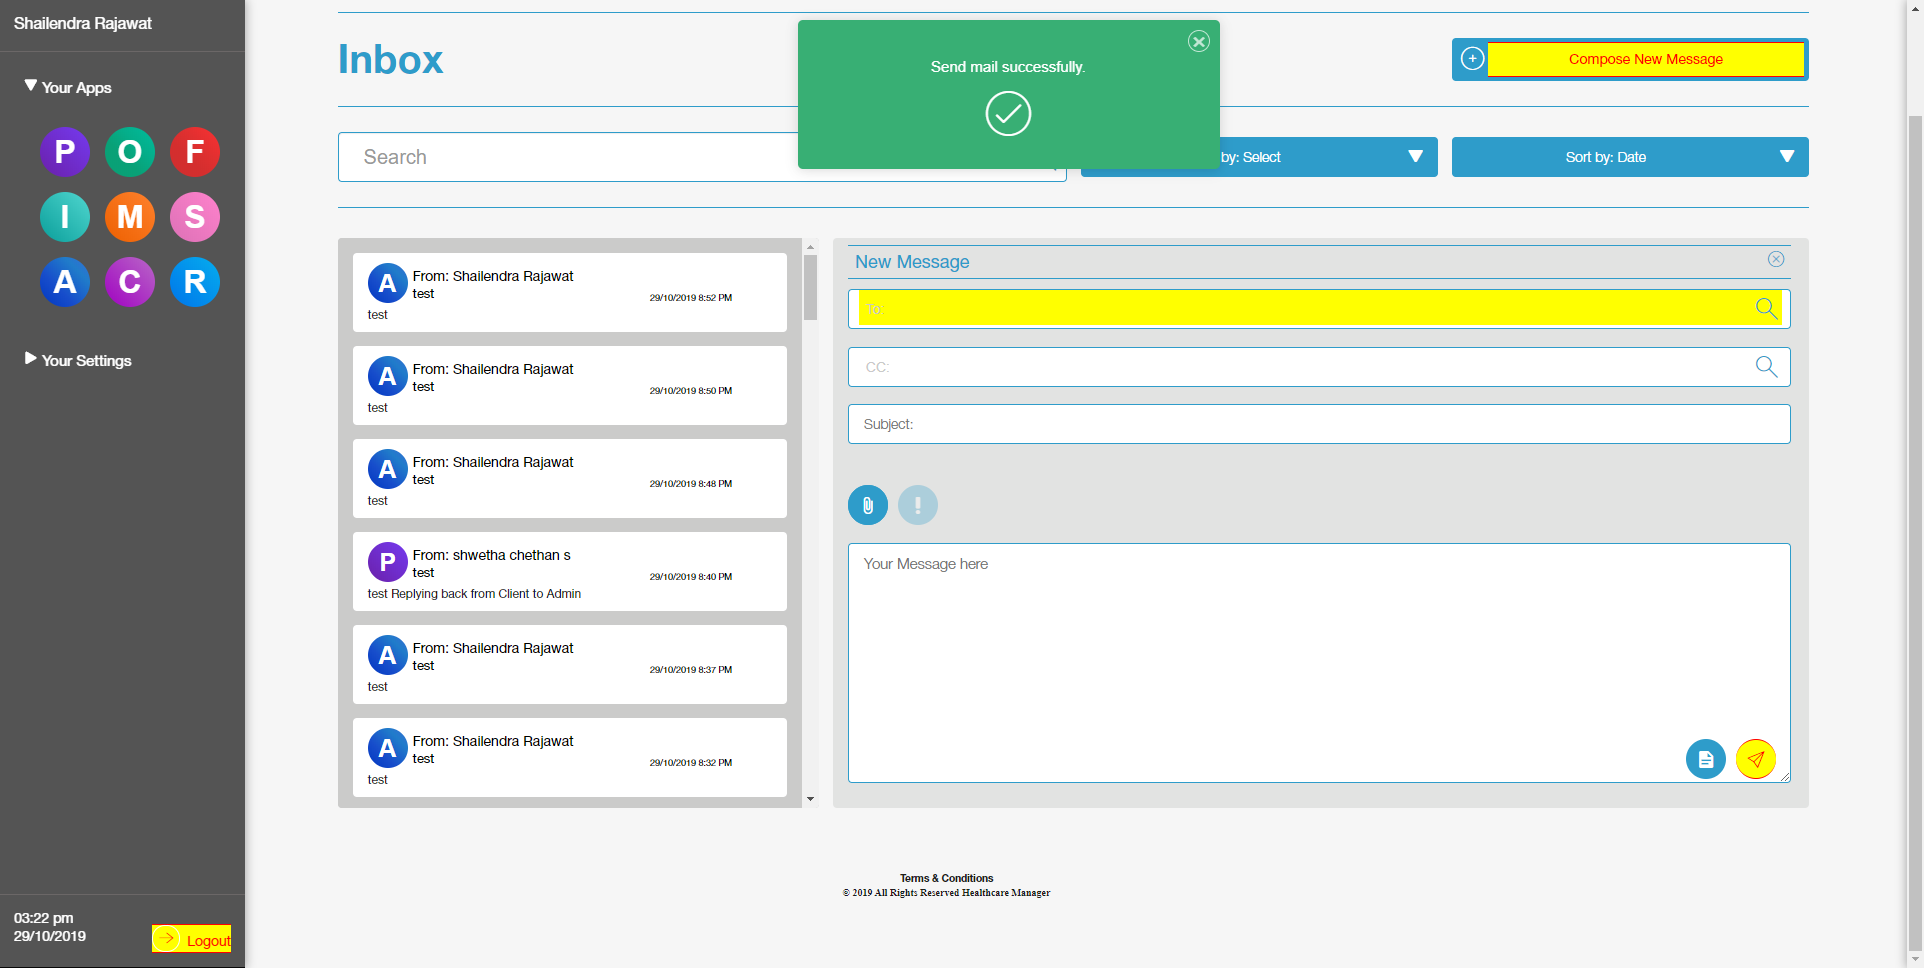 Shailendra Rajawat
Your Apps
P O F
I M S
A C R
Your Settings
03:22 pm
29/10/2019
Logout
Inbox
Send mail successfully.
Compose New Message
Search
by: Select
Sort by: Date
A
From: Shailendra Rajawat
test
29/10/2019 8:52 PM
test
A
From: Shailendra Rajawat
test
29/10/2019 8:50 PM
test
A
From: Shailendra Rajawat
test
29/10/2019 8:48 PM
test
P
From: shwetha chethan s
test
29/10/2019 8:40 PM
test Replying back from Client to Admin
A
From: Shailendra Rajawat
test
29/10/2019 8:37 PM
test
A
From: Shailendra Rajawat
test
29/10/2019 8:32 PM
test
New Message
To:
CC:
Subject:
Your Message here
Terms & Conditions
© 2019 All Rights Reserved Healthcare Manager